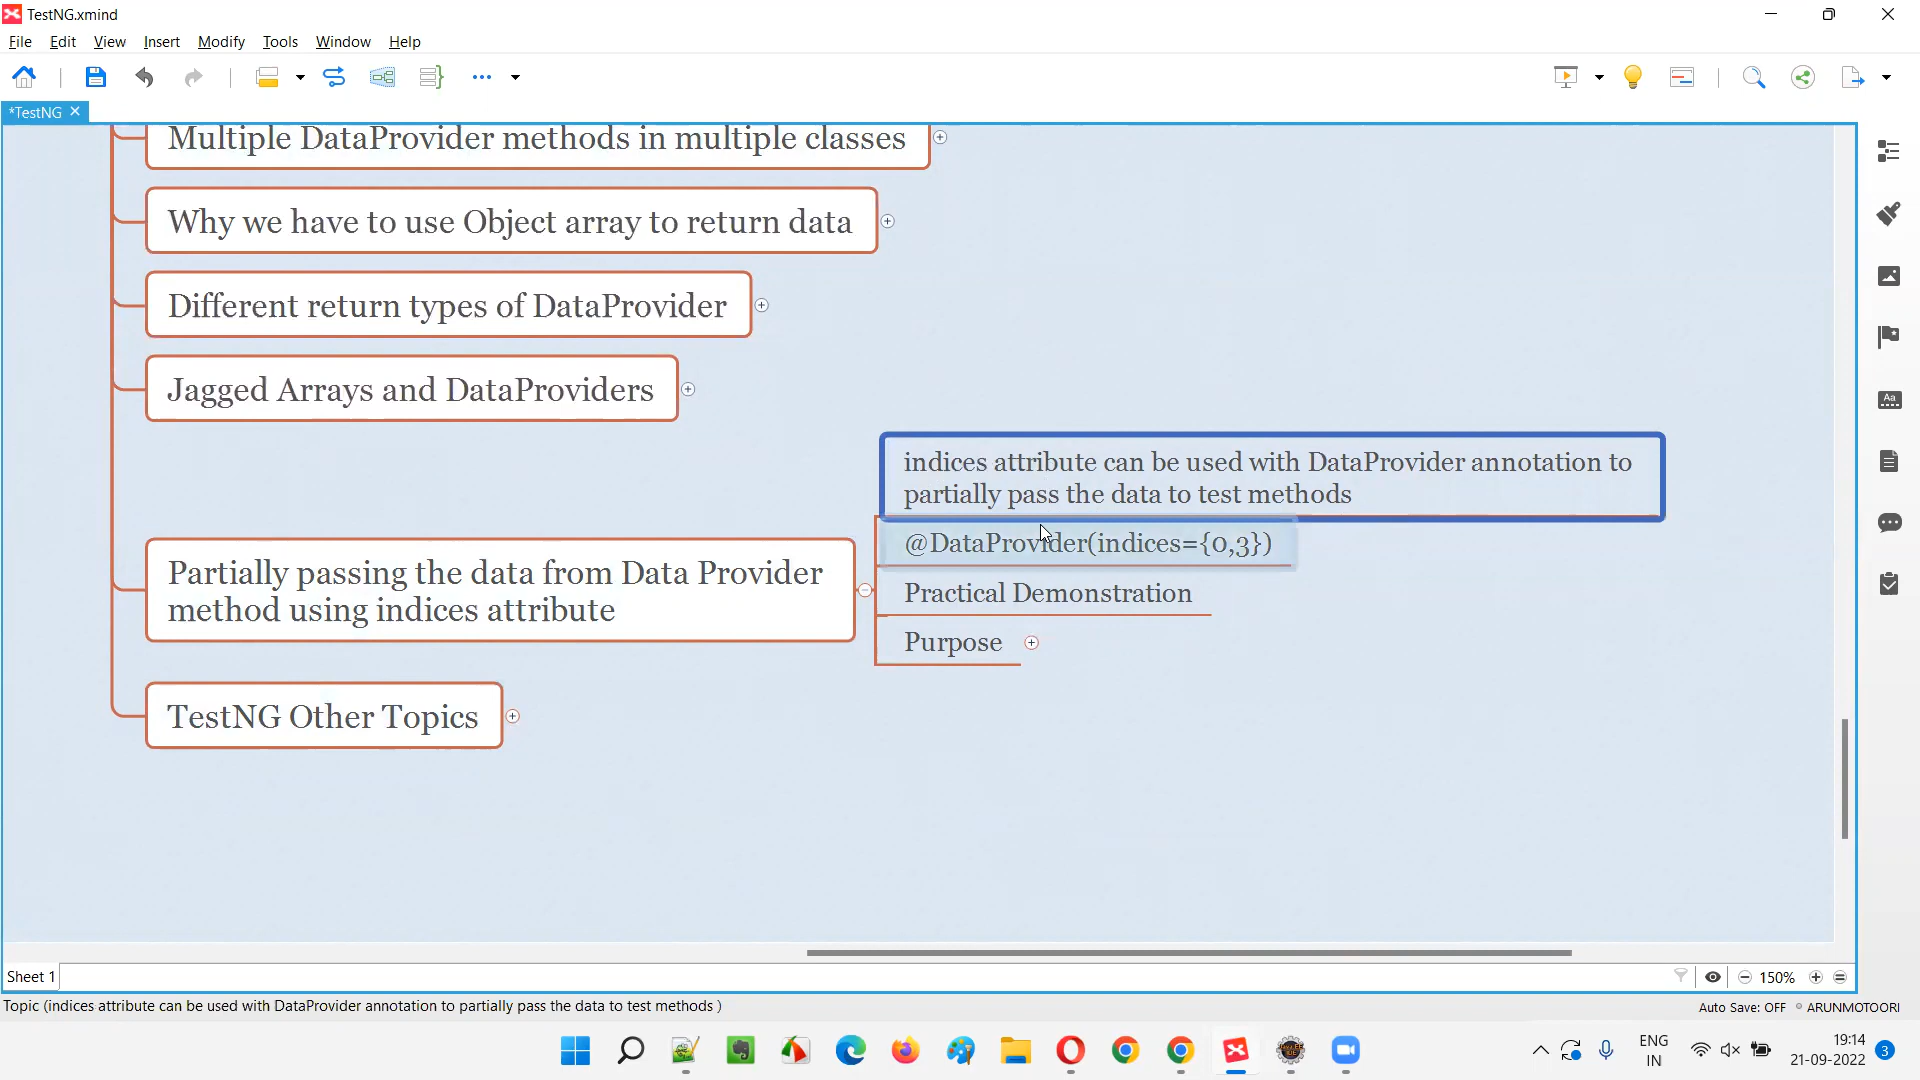 TestNG.xmind
File Edit View Insert Modify Tools Window Help
*TestNG
Multiple DataProvider methods in multiple classes
Why we have to use Object array to return data
Different return types of DataProvider
Jagged Arrays and DataProviders
indices attribute can be used with DataProvider annotation to
partially pass the data to test methods
@DataProvider(indices={0,3})
Partially passing the data from Data Provider
method using indices attribute
Practical Demonstration
Purpose
TestNG Other Topics
Sheet 1
150%
Topic (indices attribute can be used with DataProvider annotation to partially pass the data to test methods )
Auto Save: OFF ARUNMOTOORI
ENG
IN
19:14
21-09-2022
3